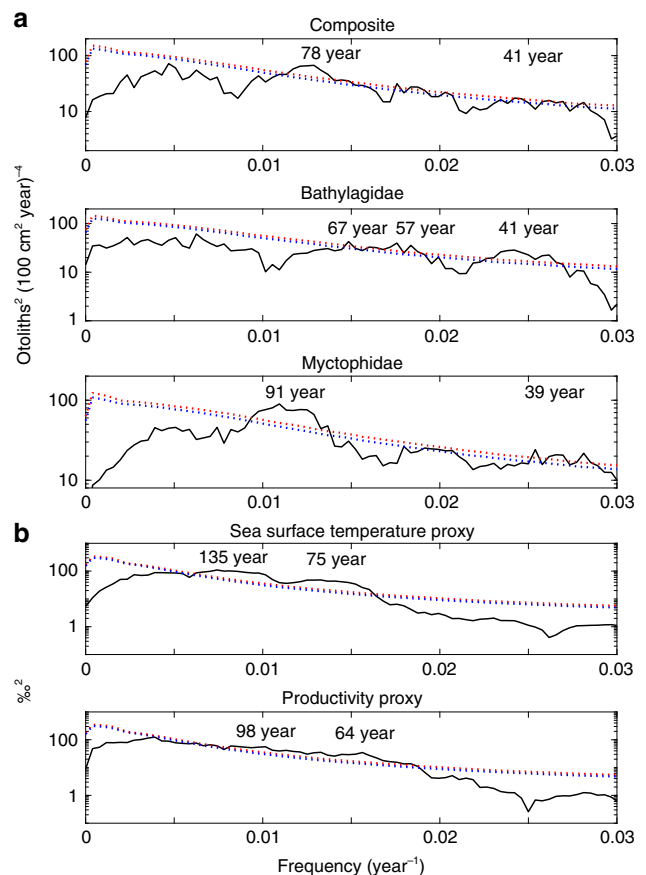 a
Composite
78 year 41 year
100
10
0 0.01 0.02 0.03
Bathylagidae
67 year 57 year 41 year
100
10
1
0 0.01 0.02 0.03
Otoliths² (100 cm² year)⁻⁴
Myctophidae
91 year 39 year
100
10
0 0.01 0.02 0.03
b
Sea surface temperature proxy
135 year 75 year
100
1
0 0.01 0.02 0.03
‰²
Productivity proxy
98 year 64 year
100
1
0 0.01 0.02 0.03
Frequency (year⁻¹)